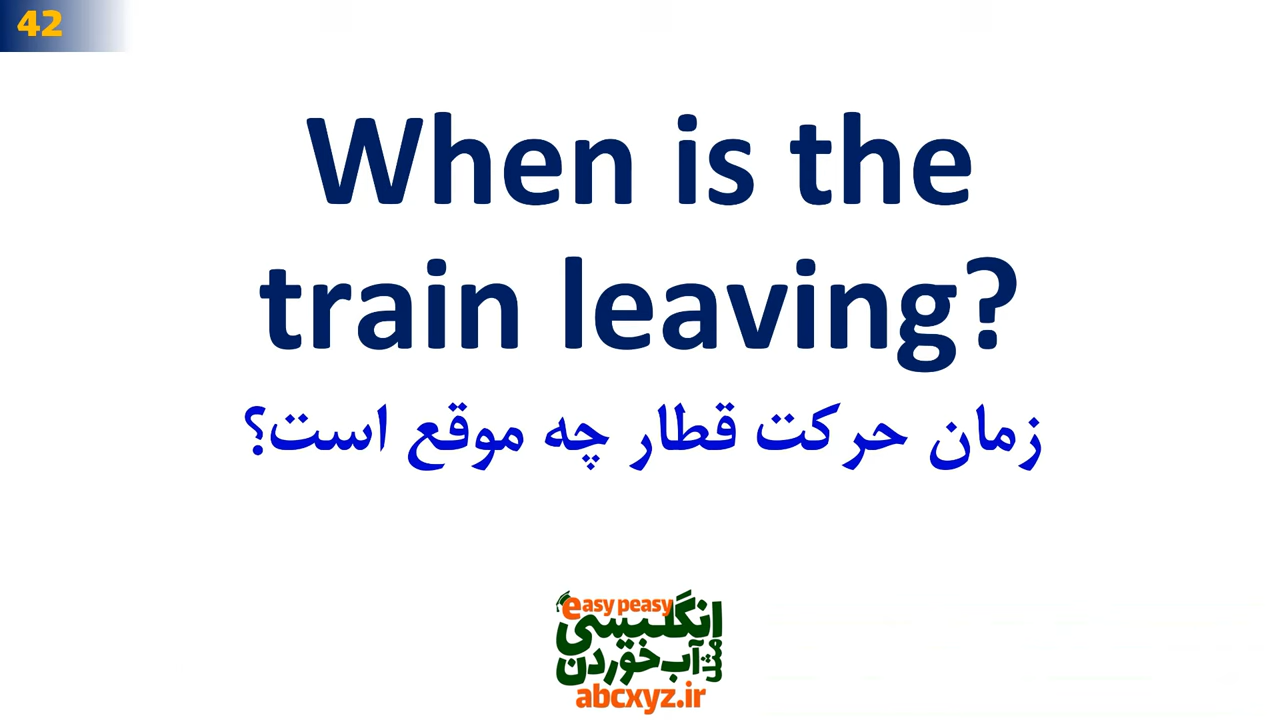 42
When is the
train leaving?
زمان حرکت قطار چه موقع است؟
easy peasy
انگلیسی
مثل آب خوردن
abcxyz.ir